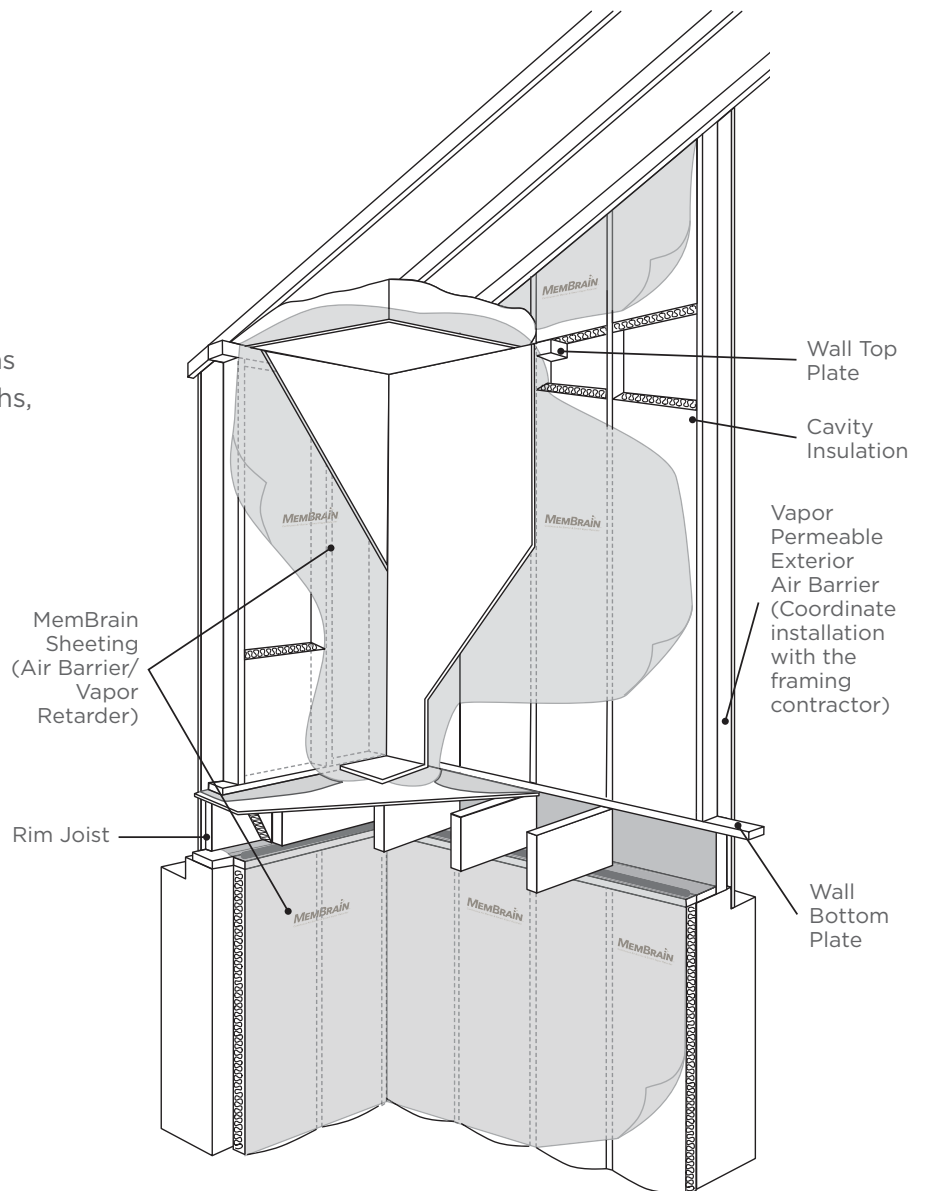 MEMBRAIN
Wall Top
Plate
Cavity
Insulation
MEMBRAIN
MEMBRAIN
Vapor
Permeable
Exterior
Air Barrier
(Coordinate
installation
with the
framing
contractor)
MemBrain
Sheeting
(Air Barrier/
Vapor
Retarder)
Rim Joist
Wall
Bottom
Plate
MEMBRAIN
MEMBRAIN
MEMBRAIN